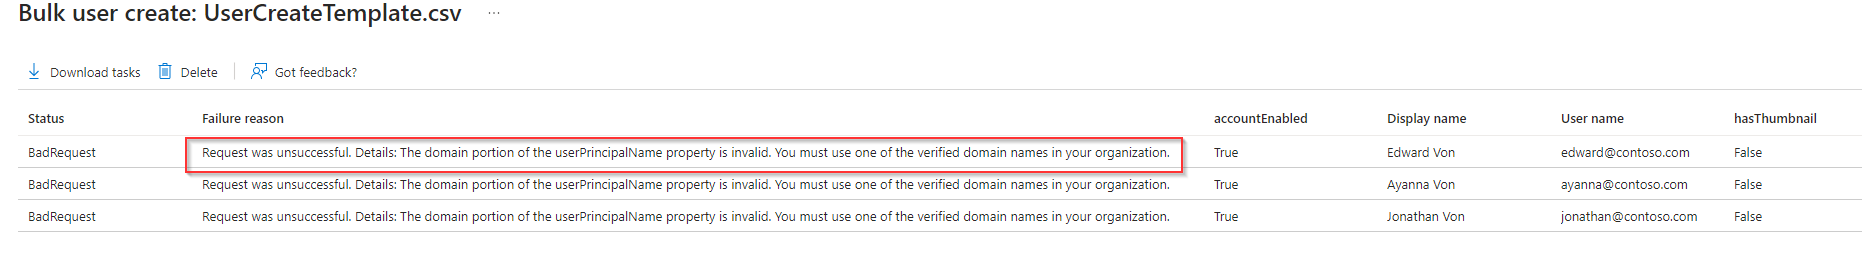 Bulk user create: UserCreateTemplate.csv ...
Download tasks Delete Got feedback?
Status Failure reason accountEnabled Display name User name hasThumbnail
BadRequest Request was unsuccessful. Details: The domain portion of the userPrincipalName property is invalid. You must use one of the verified domain names in your organization. True Edward Von edward@contoso.com False
BadRequest Request was unsuccessful. Details: The domain portion of the userPrincipalName property is invalid. You must use one of the verified domain names in your organization. True Ayanna Von ayanna@contoso.com False
BadRequest Request was unsuccessful. Details: The domain portion of the userPrincipalName property is invalid. You must use one of the verified domain names in your organization. True Jonathan Von jonathan@contoso.com False